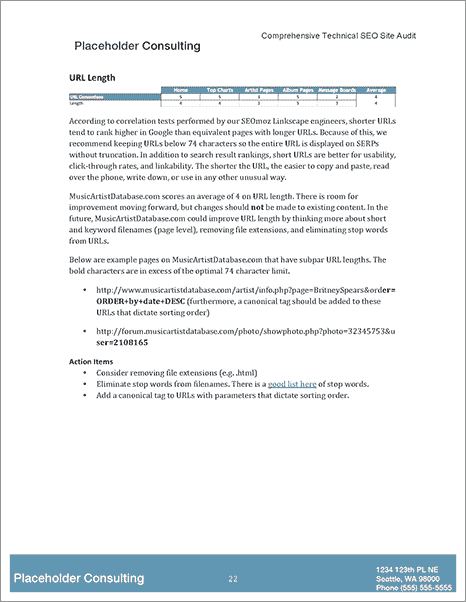 Comprehensive Technical SEO Site Audit
Placeholder Consulting
URL Length
Home Top Charts Artist Pages Album Pages Message Boards Average
URL Conventions
Length 4 4 5 4
According to correlation tests performed by our SEOmoz Linkscape engineers, shorter URLs
tend to rank higher in Google than equivalent pages with longer URLs. Because of this, we
recommend keeping URLs below 74 characters so the entire URL is displayed on SERPs
without truncation. In addition to search result rankings, short URLs are better for usability,
click-through rates, and linkability. The shorter the URL, the easier to copy and paste, read
over the phone, write down, or use in any other unusual way.
MusicArtistDatabase.com scores an average of 4 on URL length. There is room for
improvement moving forward, but changes should not be made to existing content. In the
future, MusicArtistDatabase.com could improve URL length by thinking more about short
and keyword filenames (page level), removing file extensions, and eliminating stop words
from URLs.
Below are example pages on MusicArtistDatabase.com that have subpar URL lengths. The
bold characters are in excess of the optimal 74 character limit.
• http://www.musicartistdatabase.com/artist/info.php?page=BritneySpears&order=
ORDER+by+date+DESC (furthermore, a canonical tag should be added to these
URLs that dictate sorting order)
• http://forum.musicartistdatabase.com/photo/showphoto.php?photo=32345753&u
ser=2108165
Action Items
• Consider removing file extensions (e.g. .html)
• Eliminate stop words from filenames. There is a good list here of stop words.
• Add a canonical tag to URLs with parameters that dictate sorting order.
Placeholder Consulting
22
1234 123th PL NE
Seattle, WA 98000
Phone (555) 555-5555